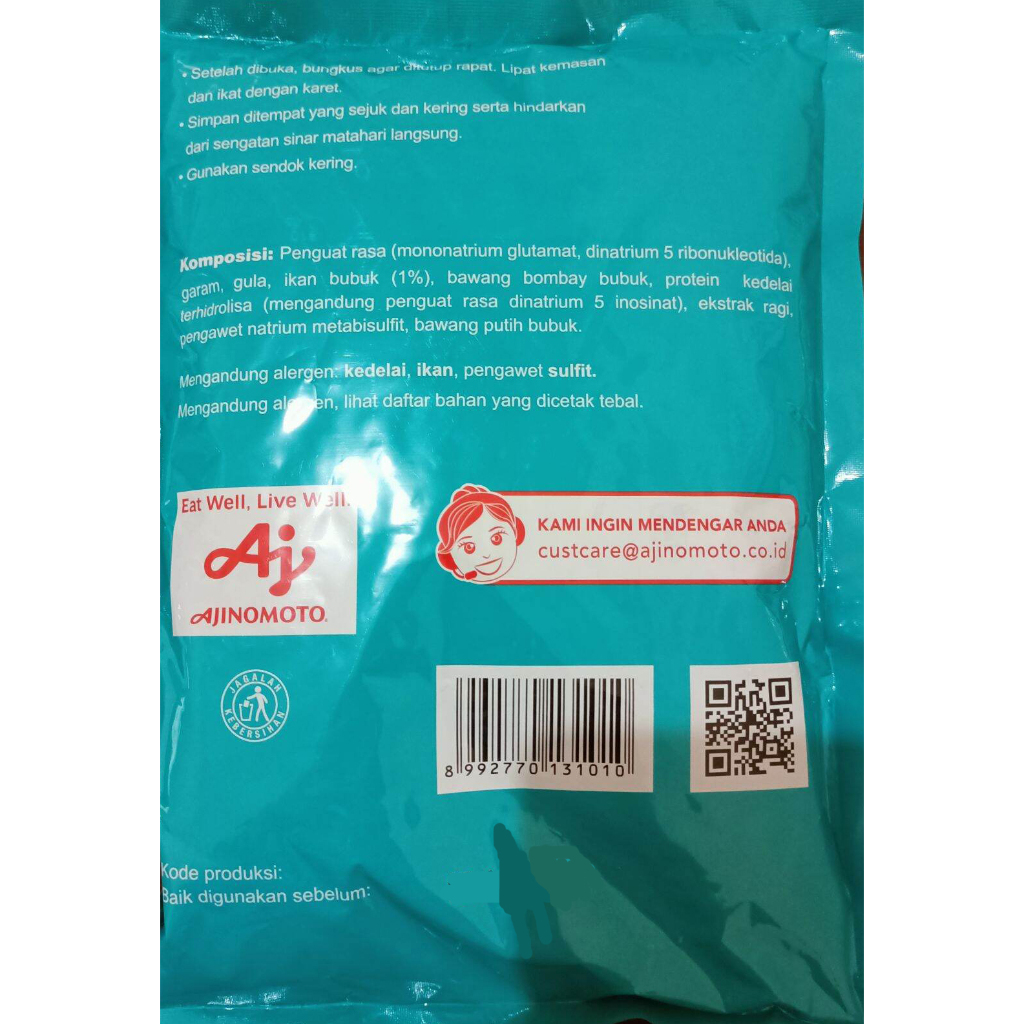 • Setelah dibuka, bungkus agar ditutup rapat. Lipat kemasan
dan ikat dengan karet.
• Simpan ditempat yang sejuk dan kering serta hindarkan
dari sengatan sinar matahari langsung.
• Gunakan sendok kering.
Komposisi: Penguat rasa (mononatrium glutamat, dinatrium 5 ribonukleotida),
garam, gula, ikan bubuk (1%), bawang bombay bubuk, protein kedelai
terhidrolisa (mengandung penguat rasa dinatrium 5 inosinat), ekstrak ragi,
pengawet natrium metabisulfit, bawang putih bubuk.
Mengandung alergen: kedelai, ikan, pengawet sulfit.
Mengandung alergen, lihat daftar bahan yang dicetak tebal.
Eat Well, Live Well.
Aj
AJINOMOTO®
KAMI INGIN MENDENGAR ANDA
custcare@ajinomoto.co.id
JAGALAH
KEBERSIHAN
8 992770 131010
Kode produksi:
Baik digunakan sebelum: